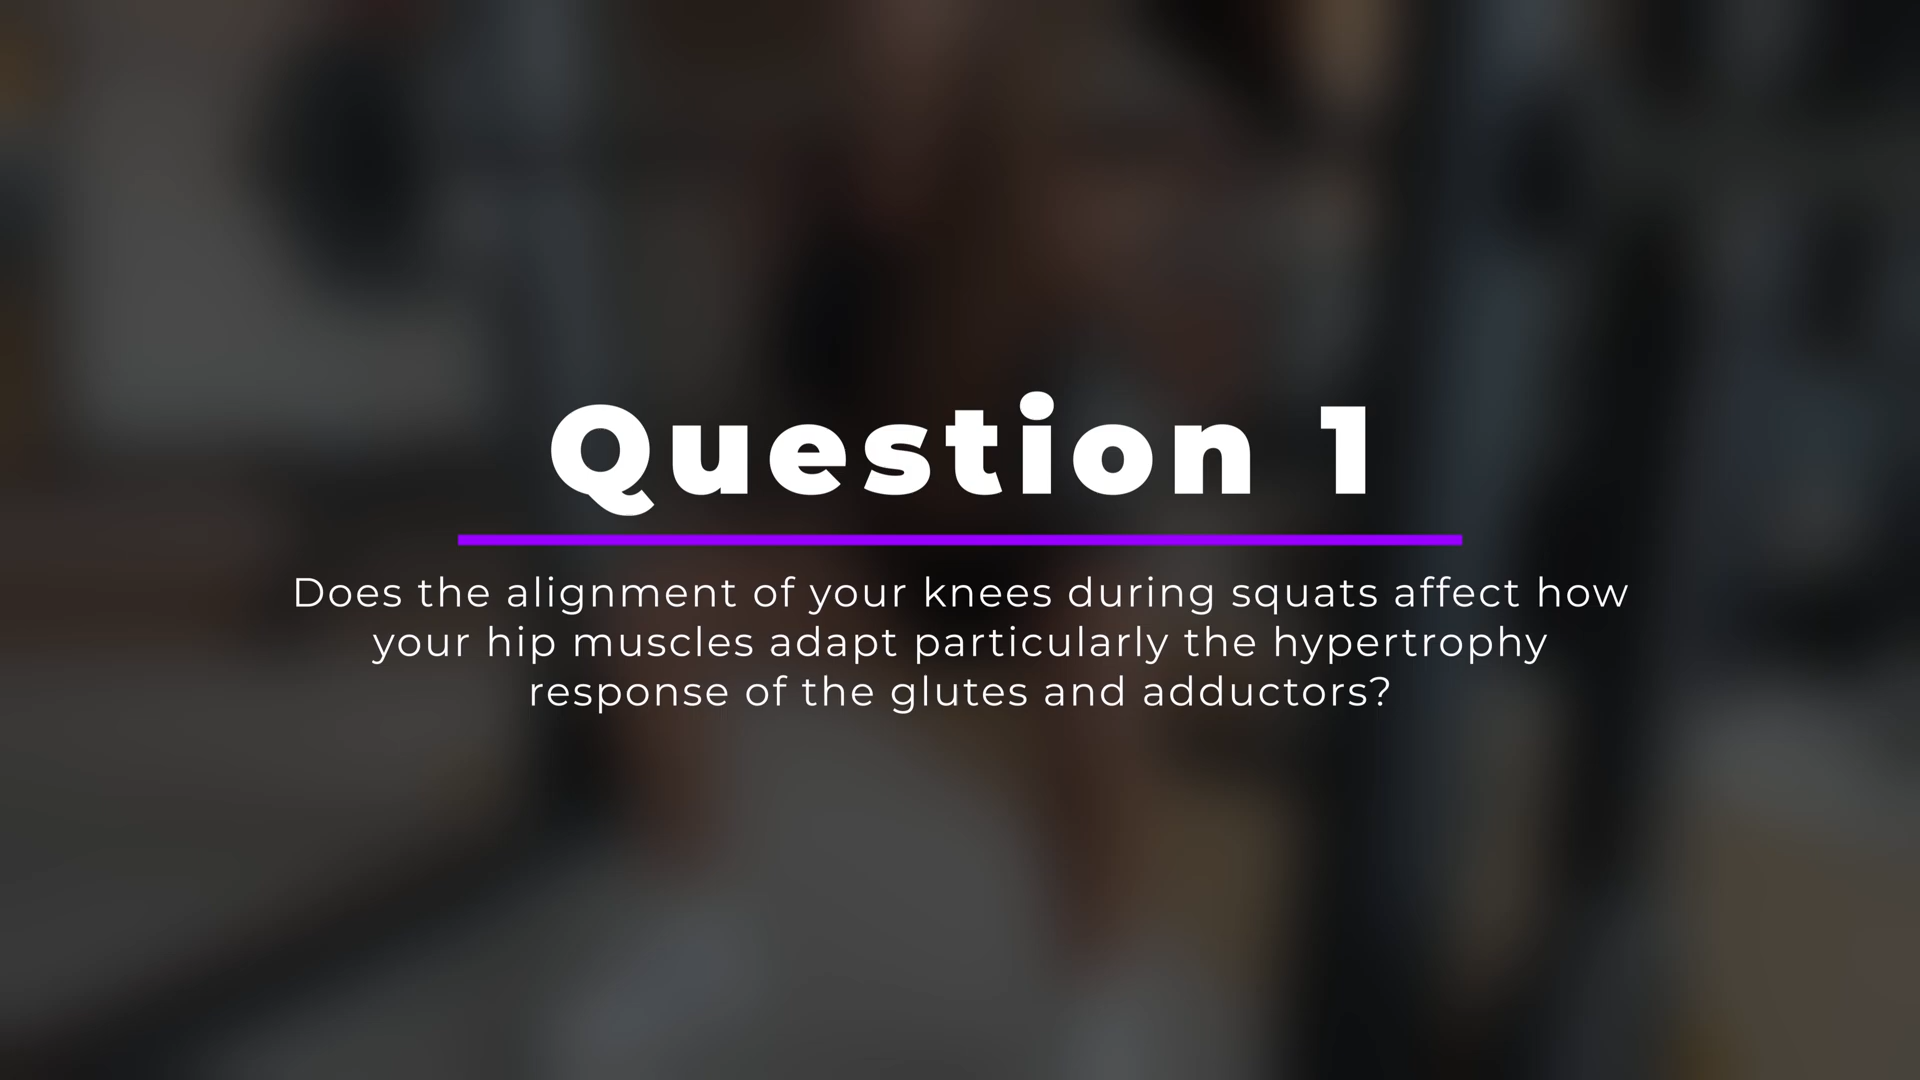 Question 1
Does the alignment of your knees during squats affect how
your hip muscles adapt particularly the hypertrophy
response of the glutes and adductors?